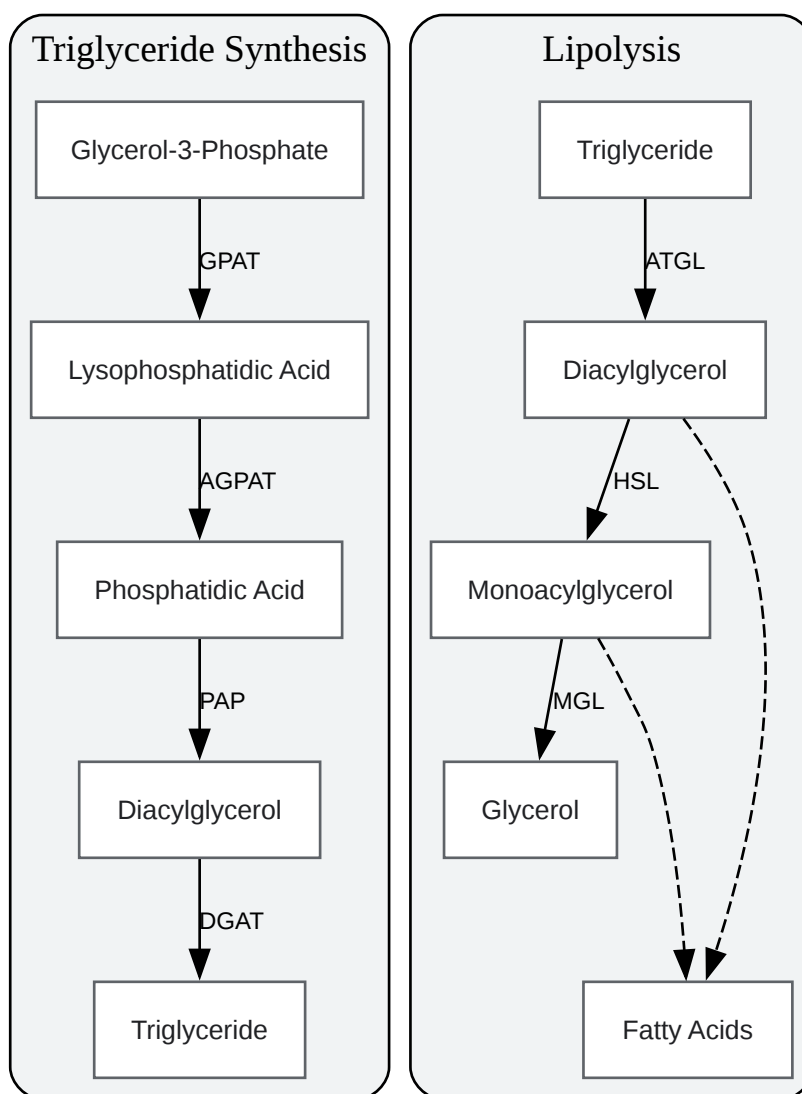 Triglyceride Synthesis
Glycerol-3-Phosphate
GPAT
Lysophosphatidic Acid
AGPAT
Phosphatidic Acid
PAP
Diacylglycerol
DGAT
Triglyceride
Lipolysis
Triglyceride
ATGL
Diacylglycerol
HSL
Monoacylglycerol
MGL
Glycerol
Fatty Acids